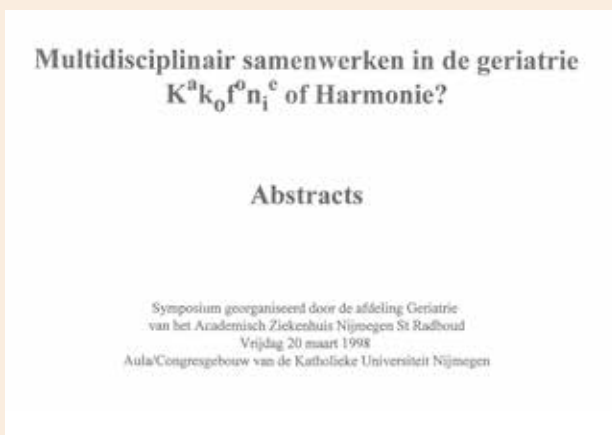 Multidisciplinair samenwerken in de geriatrie
Kakofonie of Harmonie?
Abstracts
Symposium georganiseerd door de afdeling Geriatrie
van het Academisch Ziekenhuis Nijmegen St Radboud
Vrijdag 20 maart 1998
Aula/Congresgebouw van de Katholieke Universiteit Nijmegen